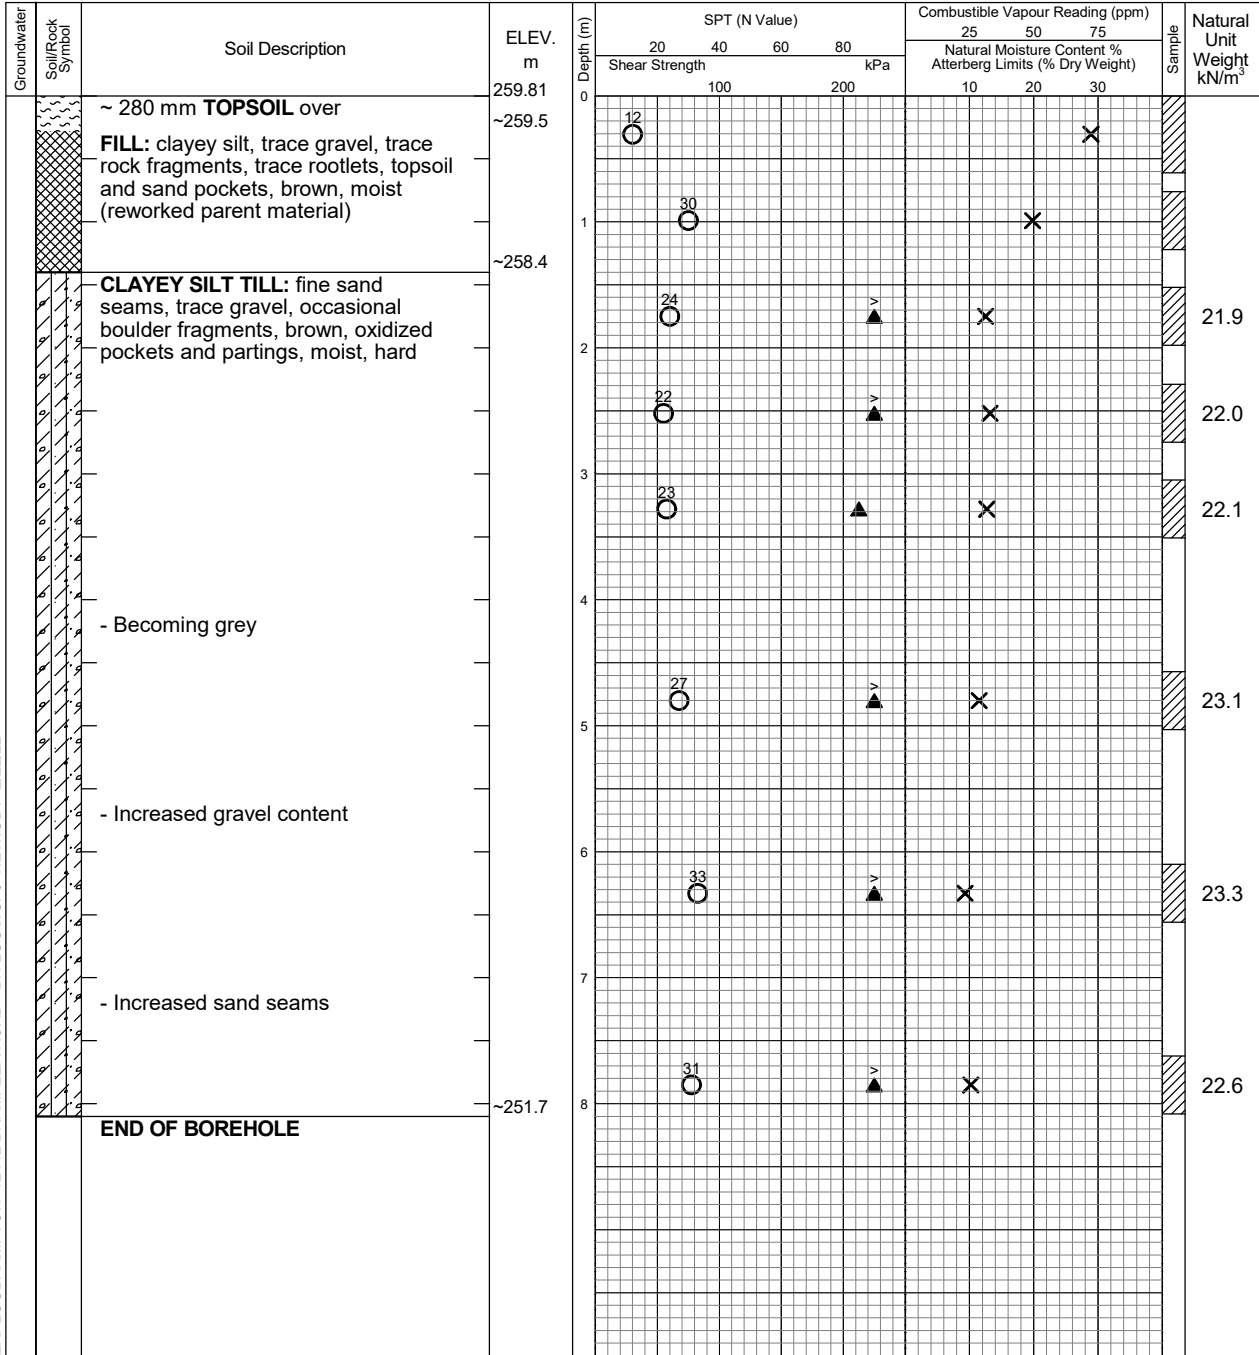 Groundwater
Soil/Rock
Symbol
Soil Description
ELEV.
m
Depth (m)
SPT (N Value)
20 40 60 80
Shear Strength kPa
100 200
Combustible Vapour Reading (ppm)
25 50 75
Natural Moisture Content %
Atterberg Limits (% Dry Weight)
10 20 30
Sample
Natural
Unit
Weight
kN/m³
259.81
0
~ 280 mm TOPSOIL over
~259.5
12
FILL: clayey silt, trace gravel, trace
rock fragments, trace rootlets, topsoil
and sand pockets, brown, moist
(reworked parent material)
30
1
~258.4
CLAYEY SILT TILL: fine sand
seams, trace gravel, occasional
boulder fragments, brown, oxidized
pockets and partings, moist, hard
24
>
21.9
2
22
>
22.0
3
23
22.1
4
- Becoming grey
27
>
23.1
5
- Increased gravel content
6
33
>
23.3
7
- Increased sand seams
31
>
22.6
8
~251.7
END OF BOREHOLE